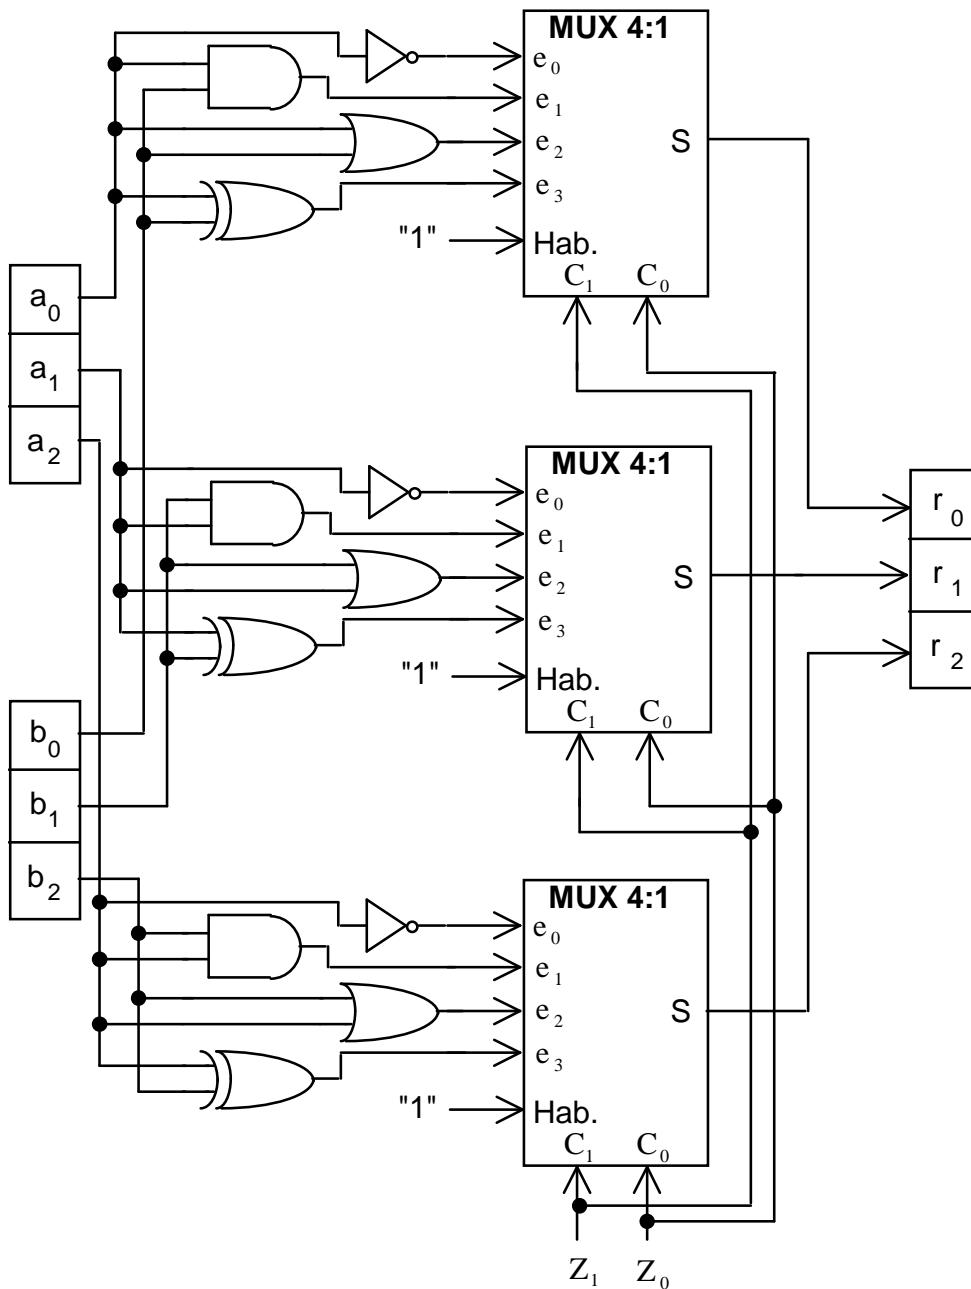 MUX 4:1
e0
e1
e2
S
e3
"1"
Hab.
C1 C0
a0
a1
a2
MUX 4:1
e0
e1
e2
S
e3
"1"
Hab.
C1 C0
r0
r1
r2
b0
b1
b2
MUX 4:1
e0
e1
e2
S
e3
"1"
Hab.
C1 C0
Z1 Z0